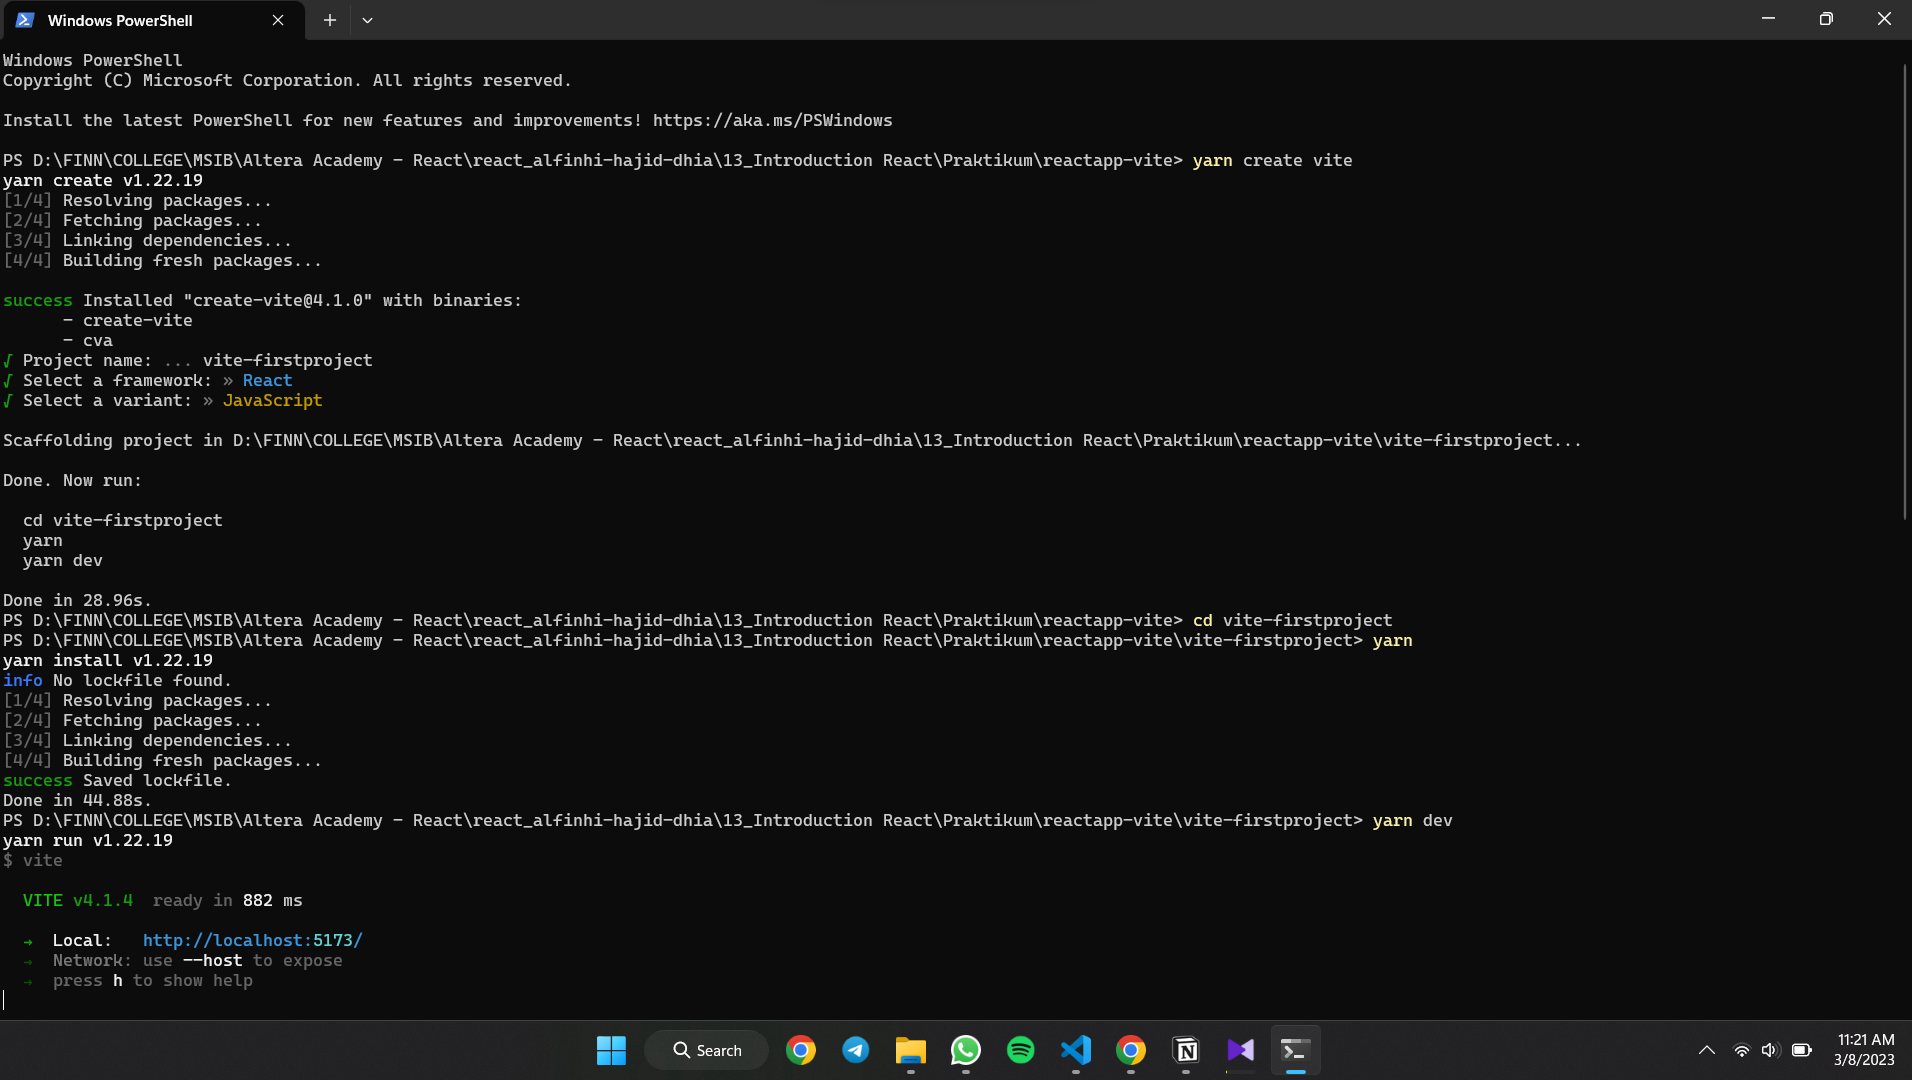 Windows PowerShell
Windows PowerShell
Copyright (C) Microsoft Corporation. All rights reserved.
Install the latest PowerShell for new features and improvements! https://aka.ms/PSWindows
PS D:\FINN\COLLEGE\MSIB\Altera Academy - React\react_alfinhi-hajid-dhia\13_Introduction React\Praktikum\reactapp-vite> yarn create vite
yarn create v1.22.19
[1/4] Resolving packages...
[2/4] Fetching packages...
[3/4] Linking dependencies...
[4/4] Building fresh packages...
success Installed "create-vite@4.1.0" with binaries:
- create-vite
- cva
√ Project name: ... vite-firstproject
√ Select a framework: » React
√ Select a variant: » JavaScript
Scaffolding project in D:\FINN\COLLEGE\MSIB\Altera Academy - React\react_alfinhi-hajid-dhia\13_Introduction React\Praktikum\reactapp-vite\vite-firstproject...
Done. Now run:
cd vite-firstproject
yarn
yarn dev
Done in 28.96s.
PS D:\FINN\COLLEGE\MSIB\Altera Academy - React\react_alfinhi-hajid-dhia\13_Introduction React\Praktikum\reactapp-vite> cd vite-firstproject
PS D:\FINN\COLLEGE\MSIB\Altera Academy - React\react_alfinhi-hajid-dhia\13_Introduction React\Praktikum\reactapp-vite\vite-firstproject> yarn
yarn install v1.22.19
info No lockfile found.
[1/4] Resolving packages...
[2/4] Fetching packages...
[3/4] Linking dependencies...
[4/4] Building fresh packages...
success Saved lockfile.
Done in 44.88s.
PS D:\FINN\COLLEGE\MSIB\Altera Academy - React\react_alfinhi-hajid-dhia\13_Introduction React\Praktikum\reactapp-vite\vite-firstproject> yarn dev
yarn run v1.22.19
$ vite
VITE v4.1.4 ready in 882 ms
➜ Local: http://localhost:5173/
➜ Network: use --host to expose
➜ press h to show help
Search
11:21 AM
3/8/2023